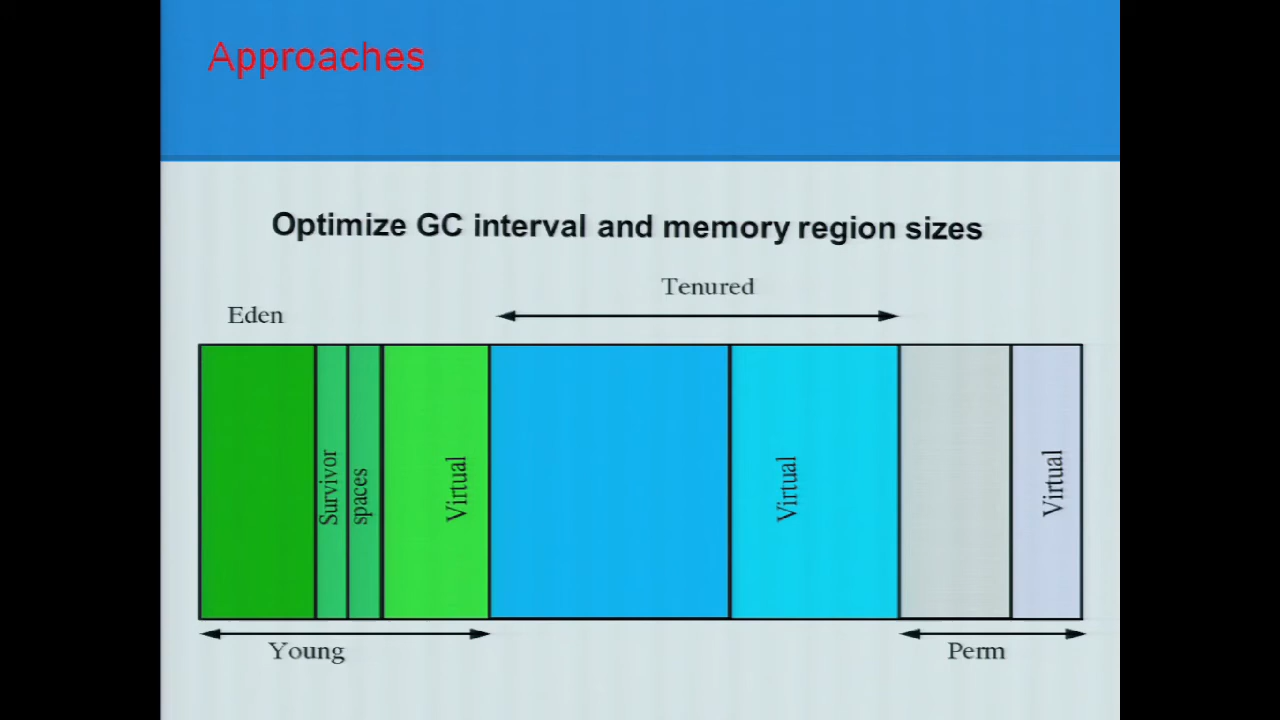 Approaches
Optimize GC interval and memory region sizes
Tenured
Eden
Survivor
spaces
Virtual
Virtual
Virtual
Young
Perm